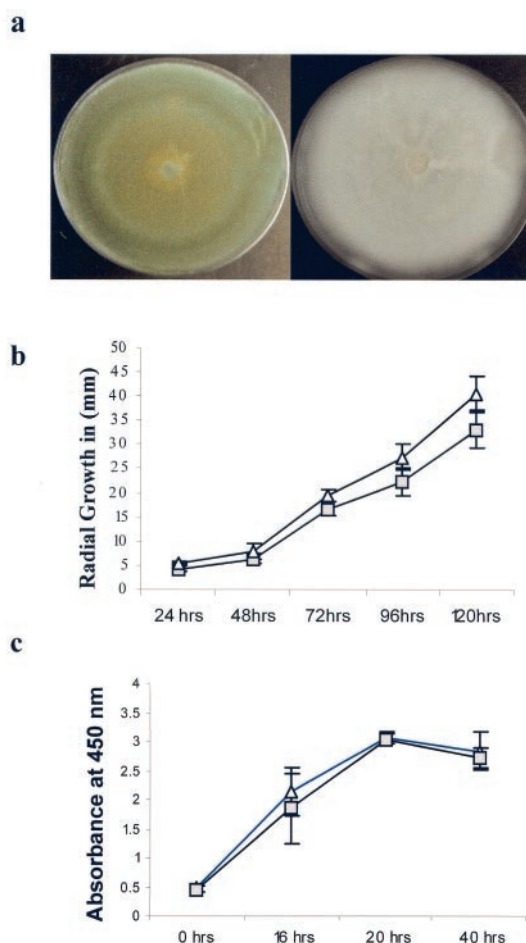 a
b
Radial Growth in (mm)
50
45
40
35
30
25
20
15
10
5
0
24 hrs 48hrs 72hrs 96hrs 120hrs
c
Absorbance at 450 nm
4
3.5
3
2.5
2
1.5
1
0.5
0
0 hrs 16 hrs 20 hrs 40 hrs